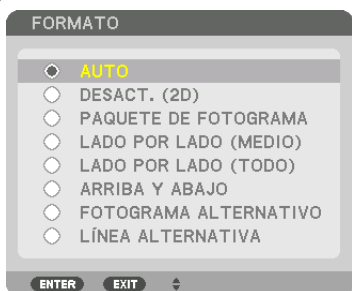 FORMATO
AUTO
DESACT. (2D)
PAQUETE DE FOTOGRAMA
LADO POR LADO (MEDIO)
LADO POR LADO (TODO)
ARRIBA Y ABAJO
FOTOGRAMA ALTERNATIVO
LÍNEA ALTERNATIVA
ENTER EXIT